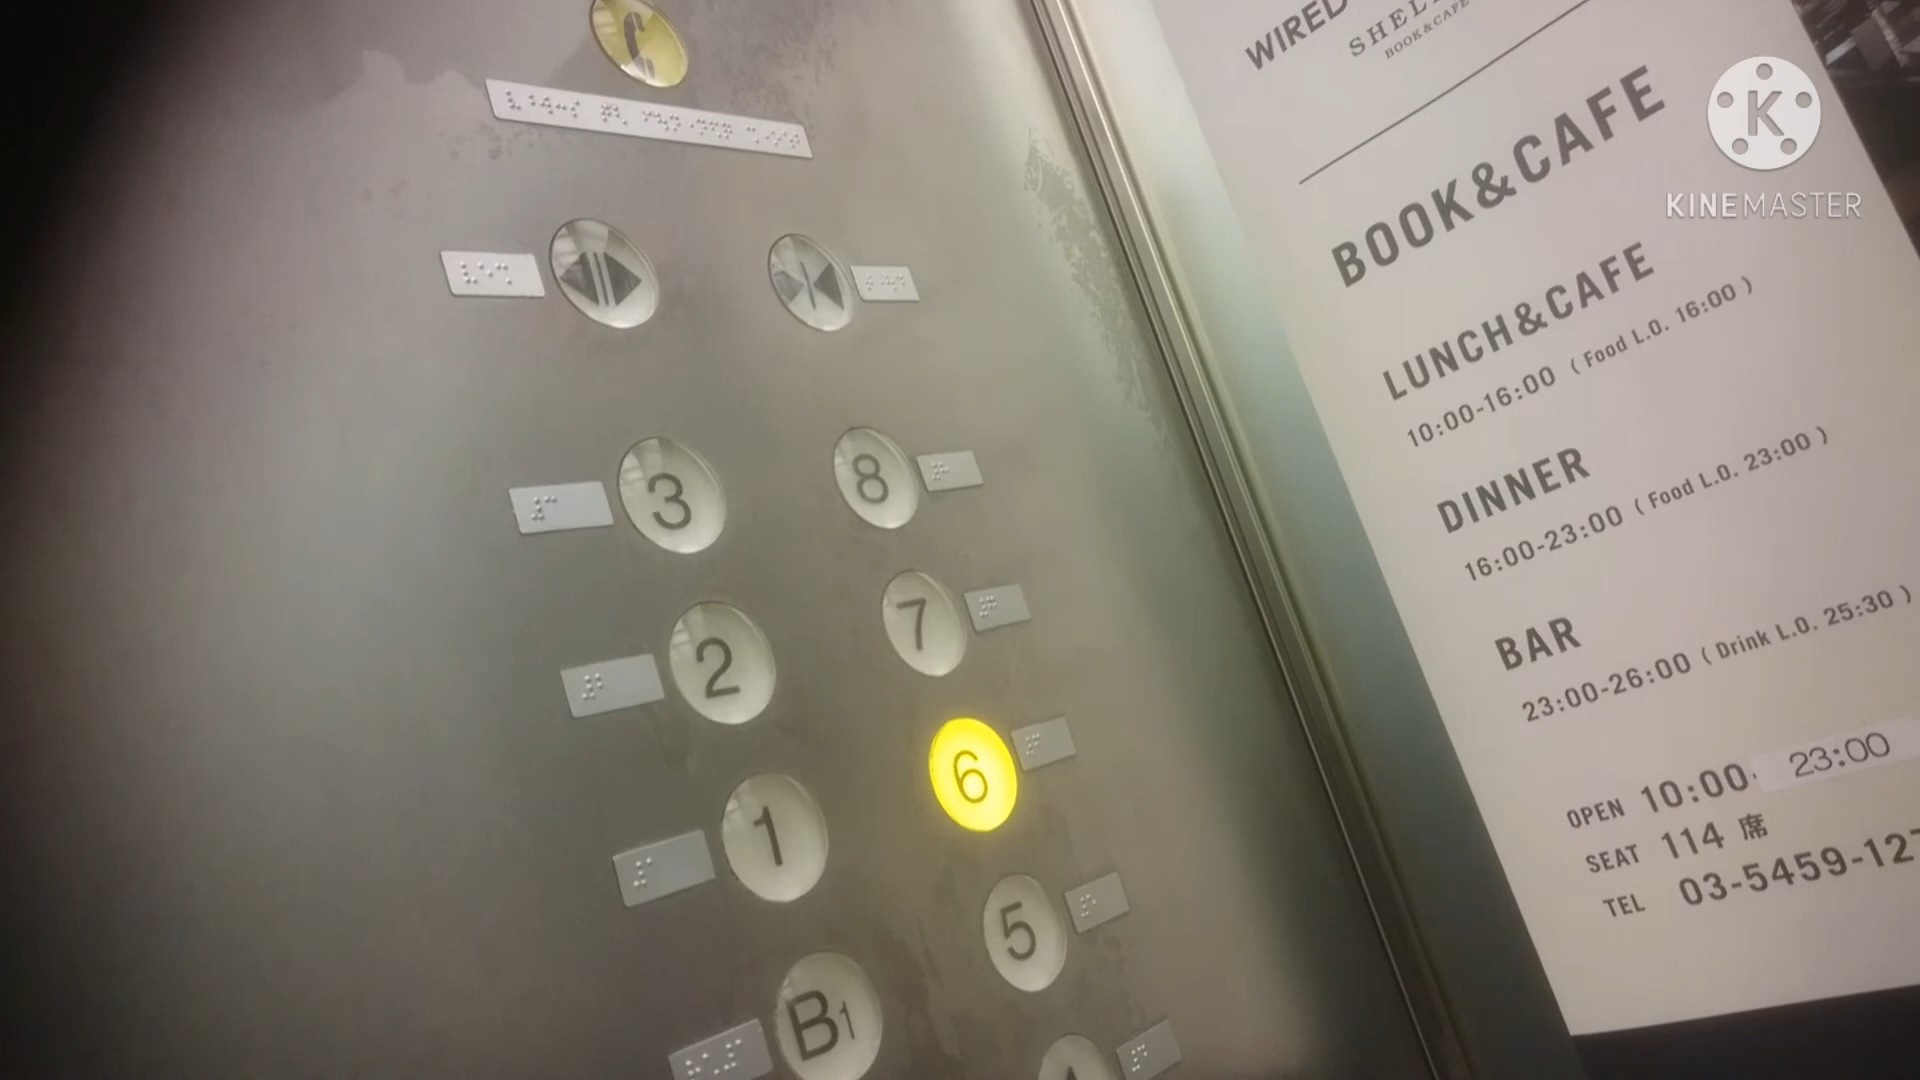 3
8
2
7
1
6
5
B1
WIRED
BOOK&CAFE
BOOK&CAFE
LUNCH&CAFE
10:00-16:00 ( Food L.O. 16:00 )
DINNER
16:00-23:00 ( Food L.O. 23:00 )
BAR
23:00-26:00 ( Drink L.O. 25:30 )
OPEN 10:00- 23:00
SEAT 114 席
TEL 03-5459-12
K
KINEMASTER